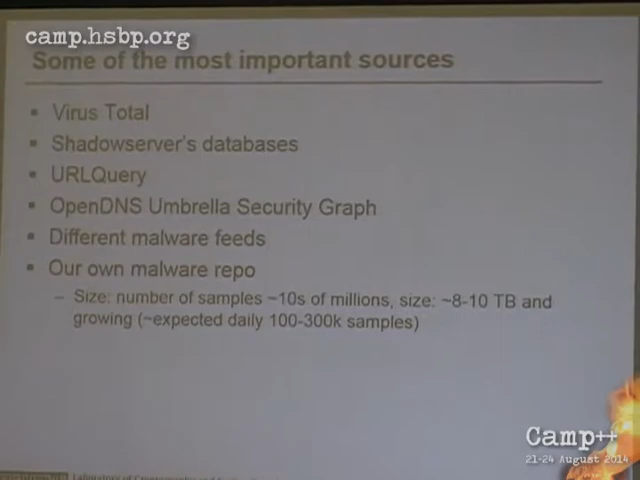 camp.hsbp.org
Some of the most important sources
Virus Total
Shadowserver's databases
URLQuery
OpenDNS Umbrella Security Graph
Different malware feeds
Our own malware repo
– Size: number of samples ~10s of millions, size: ~8-10 TB and
growing (~expected daily 100-300k samples)
Camp++
21-24 August 2014
Laboratory of